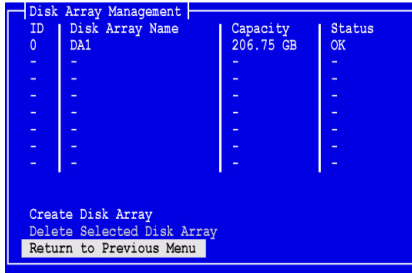 Disk Array Management
ID Disk Array Name Capacity Status
0 DA1 206.75 GB OK
- - - -
- - - -
- - - -
- - - -
- - - -
- - - -
Create Disk Array
Delete Selected Disk Array
Return to Previous Menu